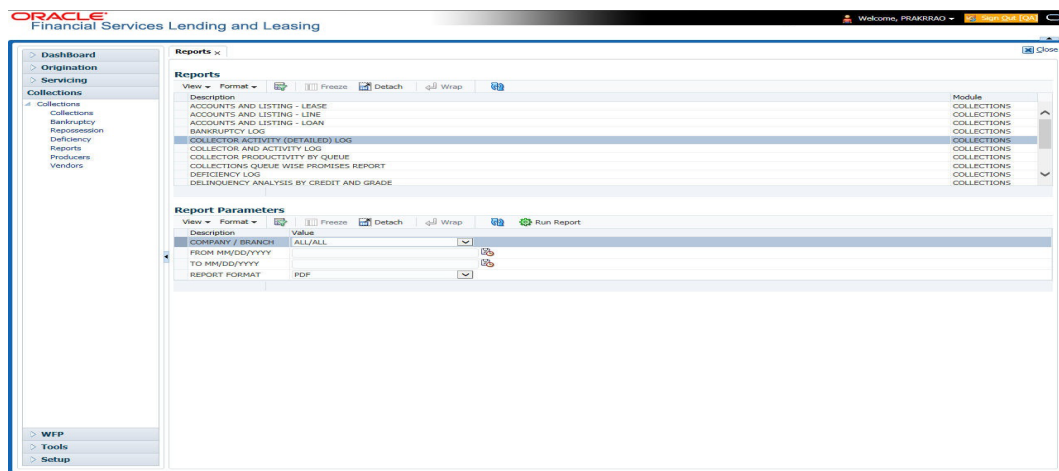 ORACLE
Financial Services Lending and Leasing
Welcome, PRAKRRAO
Sign Out [QA]
DashBoard
Origination
Servicing
Collections
Collections
Collections
Bankruptcy
Repossession
Deficiency
Reports
Producers
Vendors
WFP
Tools
Setup
Reports
Close
Reports
View Format Freeze Detach Wrap
Description Module
ACCOUNTS AND LISTING - LEASE COLLECTIONS
ACCOUNTS AND LISTING - LINE COLLECTIONS
ACCOUNTS AND LISTING - LOAN COLLECTIONS
BANKRUPTCY LOG COLLECTIONS
COLLECTOR ACTIVITY (DETAILED) LOG COLLECTIONS
COLLECTOR AND ACTIVITY LOG COLLECTIONS
COLLECTOR PRODUCTIVITY BY QUEUE COLLECTIONS
COLLECTIONS QUEUE WISE PROMISES REPORT COLLECTIONS
DEFICIENCY LOG COLLECTIONS
DELINQUENCY ANALYSIS BY CREDIT AND GRADE COLLECTIONS
Report Parameters
View Format Freeze Detach Wrap Run Report
Description Value
COMPANY / BRANCH ALL/ALL
FROM MM/DD/YYYY
TO MM/DD/YYYY
REPORT FORMAT PDF